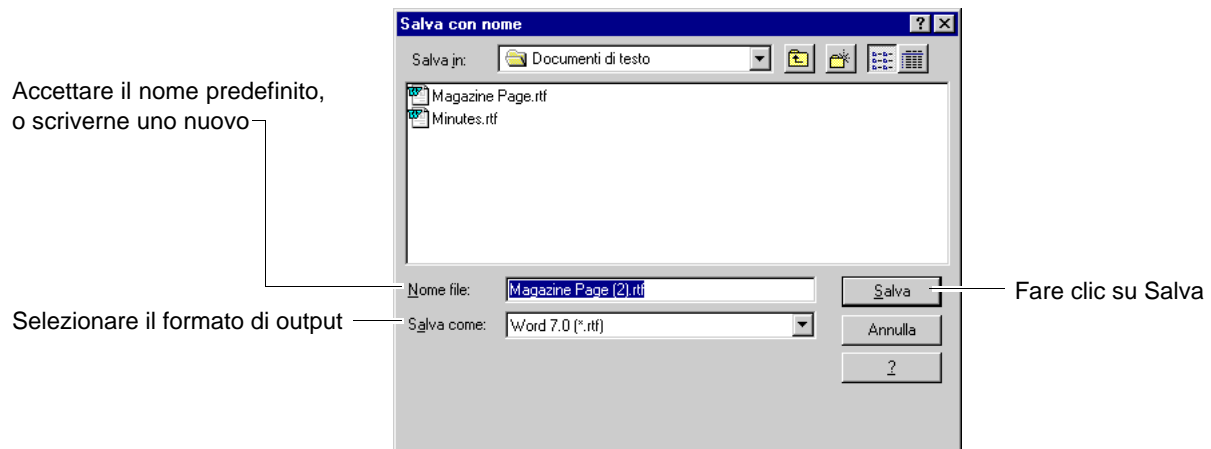 Salva con nome
Salva in: Documenti di testo
Accettare il nome predefinito,
o scriverne uno nuovo
Magazine Page.rtf
Minutes.rtf
Nome file: Magazine Page (2).rtf
Salva
Fare clic su Salva
Selezionare il formato di output
Salva come: Word 7.0 (*.rtf)
Annulla
?